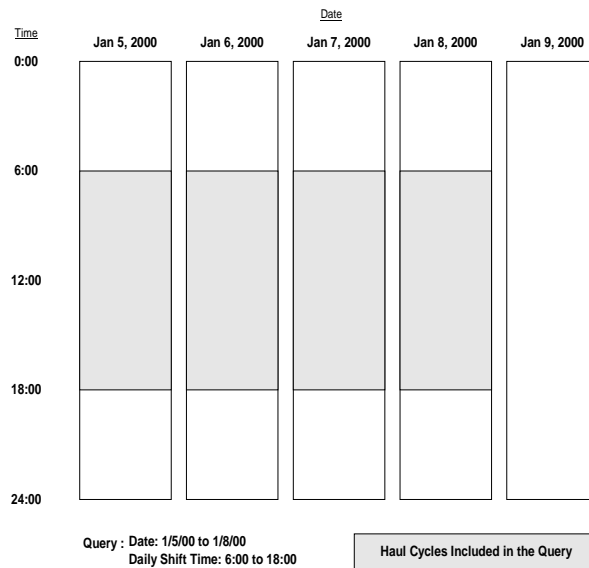 Date
Time
Jan 5, 2000 Jan 6, 2000 Jan 7, 2000 Jan 8, 2000 Jan 9, 2000
0:00
6:00
12:00
18:00
24:00
Query : Date: 1/5/00 to 1/8/00
Daily Shift Time: 6:00 to 18:00
Haul Cycles Included in the Query